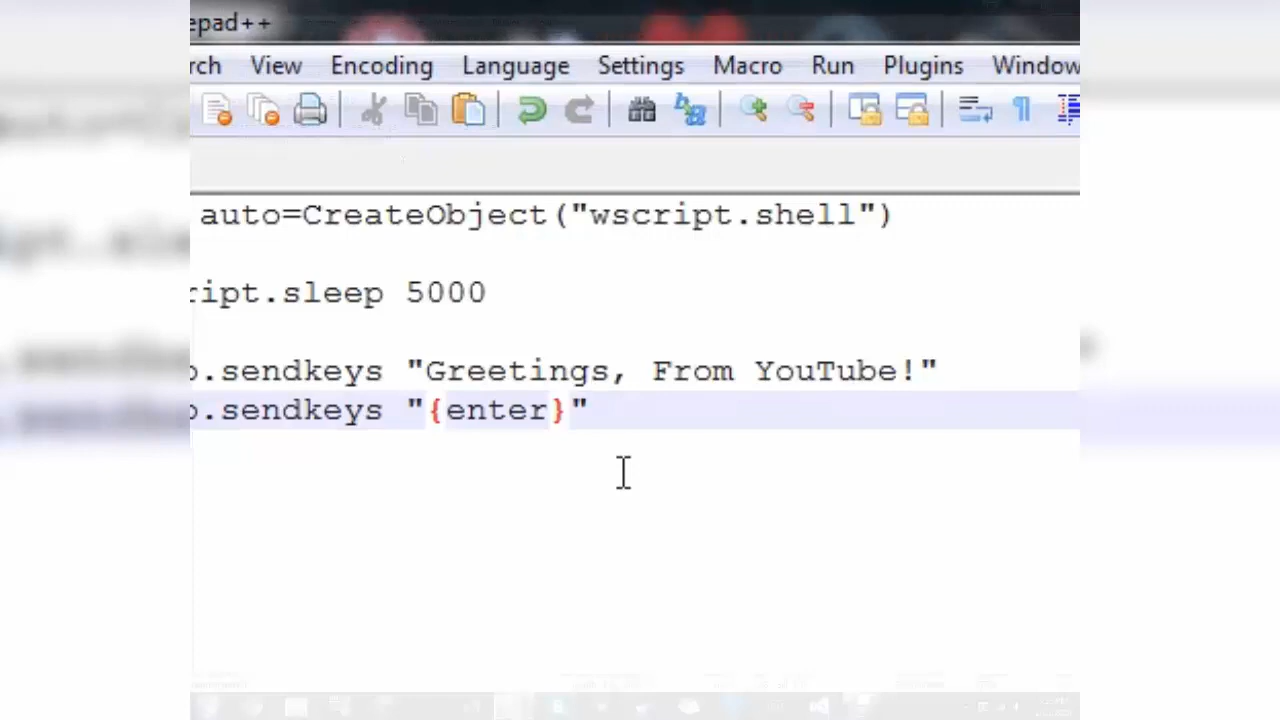 epad++
rch View Encoding Language Settings Macro Run Plugins Window
auto=CreateObject("wscript.shell")
ript.sleep 5000
o.sendkeys "Greetings, From YouTube!"
o.sendkeys "{enter}"